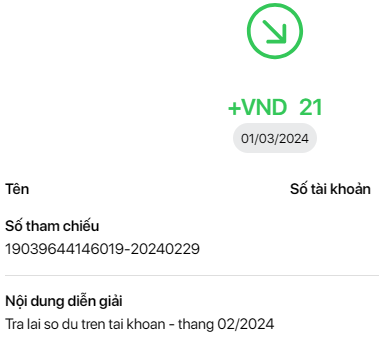 +VND 21
01/03/2024
Tên Số tài khoản
Số tham chiếu
19039644146019-20240229
Nội dung diễn giải
Tra lai so du tren tai khoan - thang 02/2024